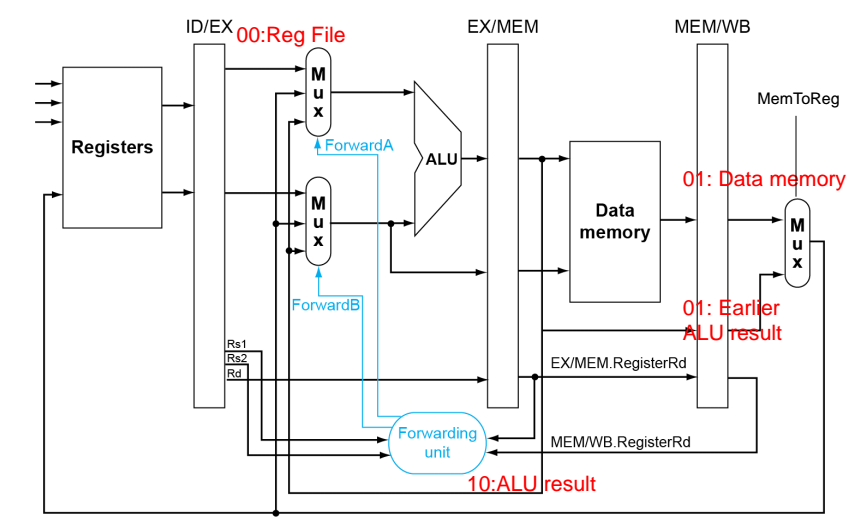 ID/EX
00:Reg File
EX/MEM
MEM/WB
MemToReg
Registers
M
u
x
ForwardA
ALU
01: Data memory
M
u
x
Data
memory
M
u
x
ForwardB
01: Earlier
ALU result
Rs1
Rs2
Rd
EX/MEM.RegisterRd
Forwarding
unit
MEM/WB.RegisterRd
10:ALU result